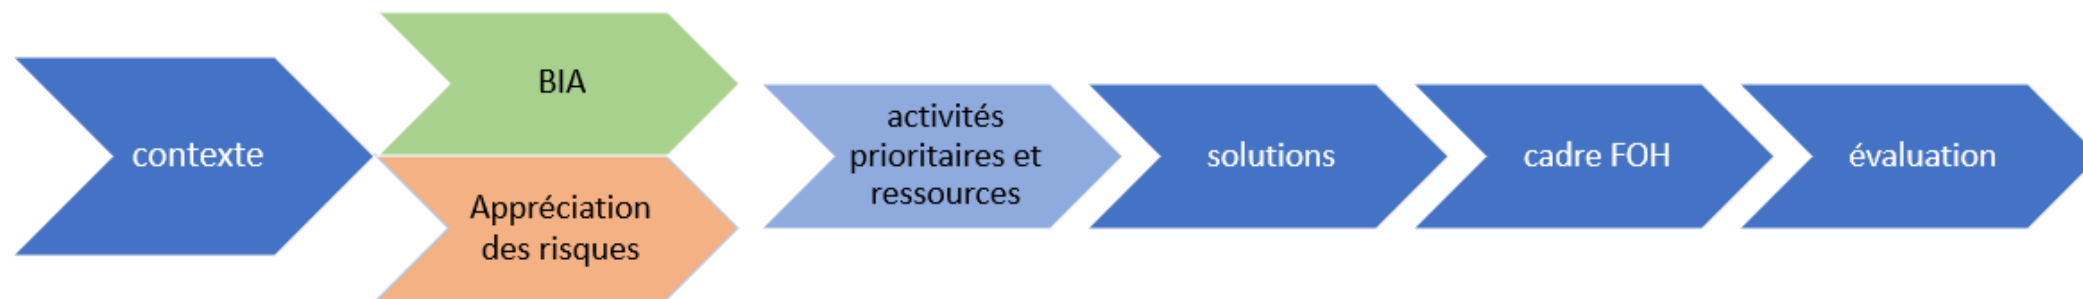 contexte
BIA
Appréciation
des risques
activités
prioritaires et
ressources
solutions
cadre FOH
évaluation